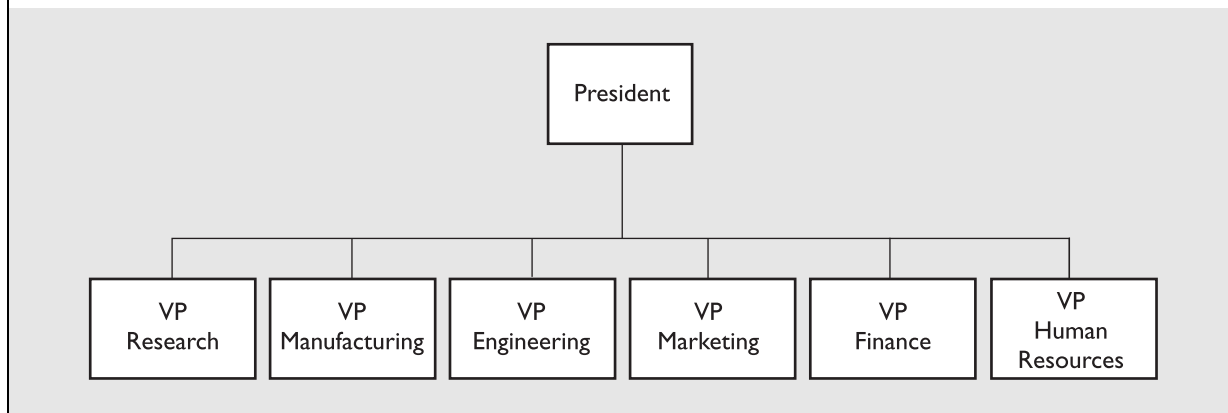 President
VP
Research
VP
Manufacturing
VP
Engineering
VP
Marketing
VP
Finance
VP
Human
Resources